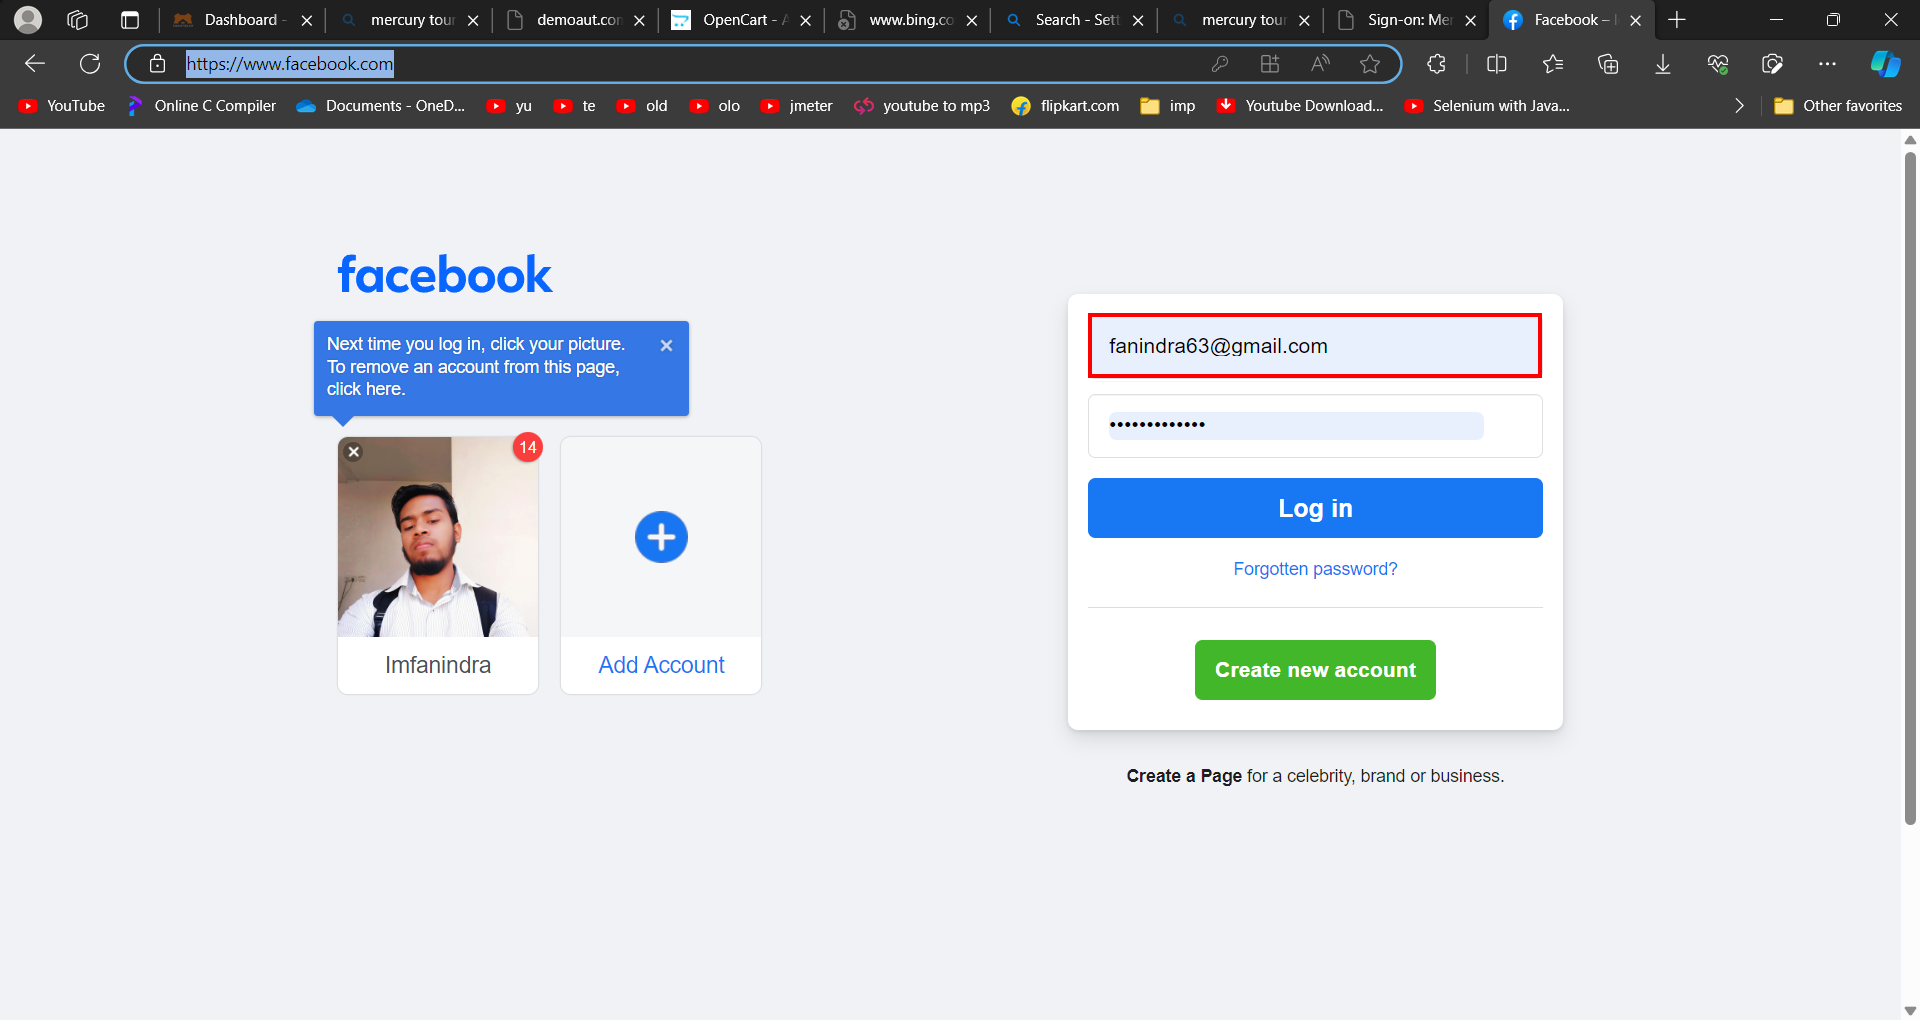 Dashboard -
mercury tour
demoaut.con
OpenCart - A
www.bing.co
Search - Sett
mercury tour
Sign-on: Mer
Facebook –
https://www.facebook.com
YouTube
Online C Compiler
Documents - OneD...
yu
te
old
olo
jmeter
youtube to mp3
flipkart.com
imp
Youtube Download...
Selenium with Java...
Other favorites
facebook
Next time you log in, click your picture.
To remove an account from this page,
click here.
14
Imfanindra
Add Account
fanindra63@gmail.com
•••••••••••••
Log in
Forgotten password?
Create new account
Create a Page for a celebrity, brand or business.